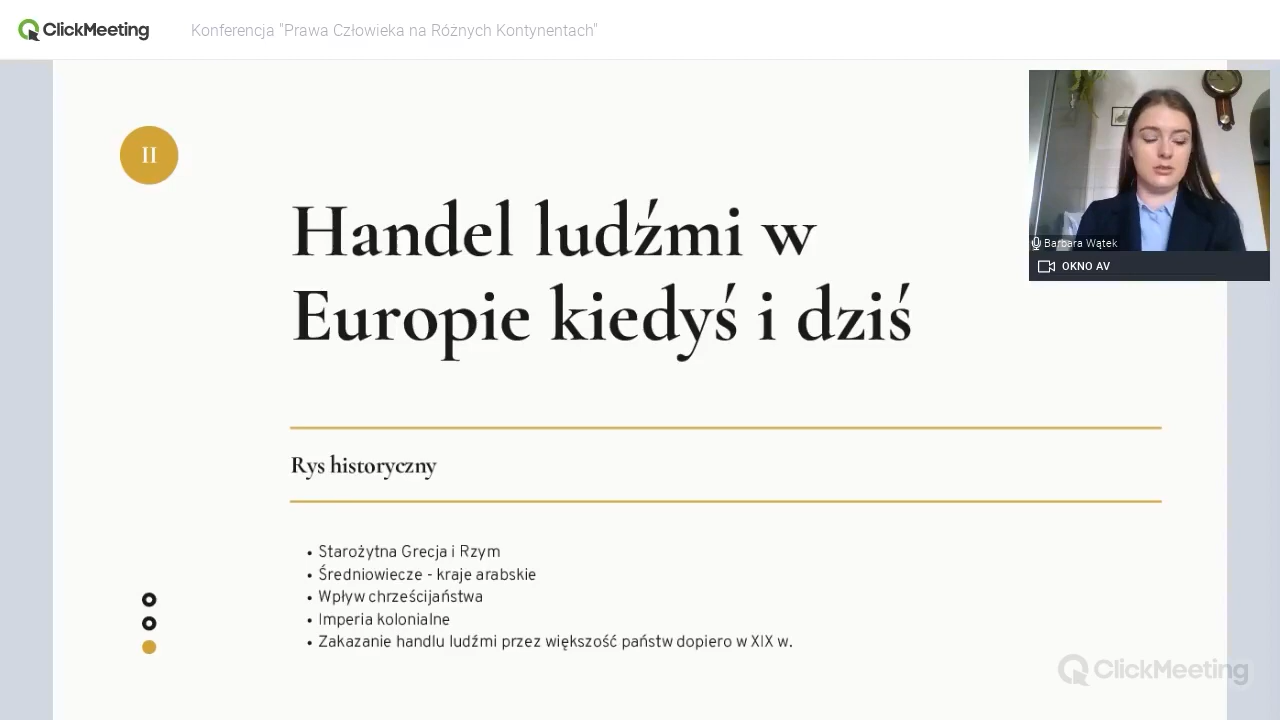 ClickMeeting
Konferencja "Prawa Człowieka na Różnych Kontynentach"
II
Handel ludźmi w
Europie kiedyś i dziś
Barbara Wątek
OKNO AV
Rys historyczny
• Starożytna Grecja i Rzym
• Średniowiecze - kraje arabskie
• Wpływ chrześcijaństwa
• Imperia kolonialne
• Zakazanie handlu ludźmi przez większość państw dopiero w XIX w.
ClickMeeting